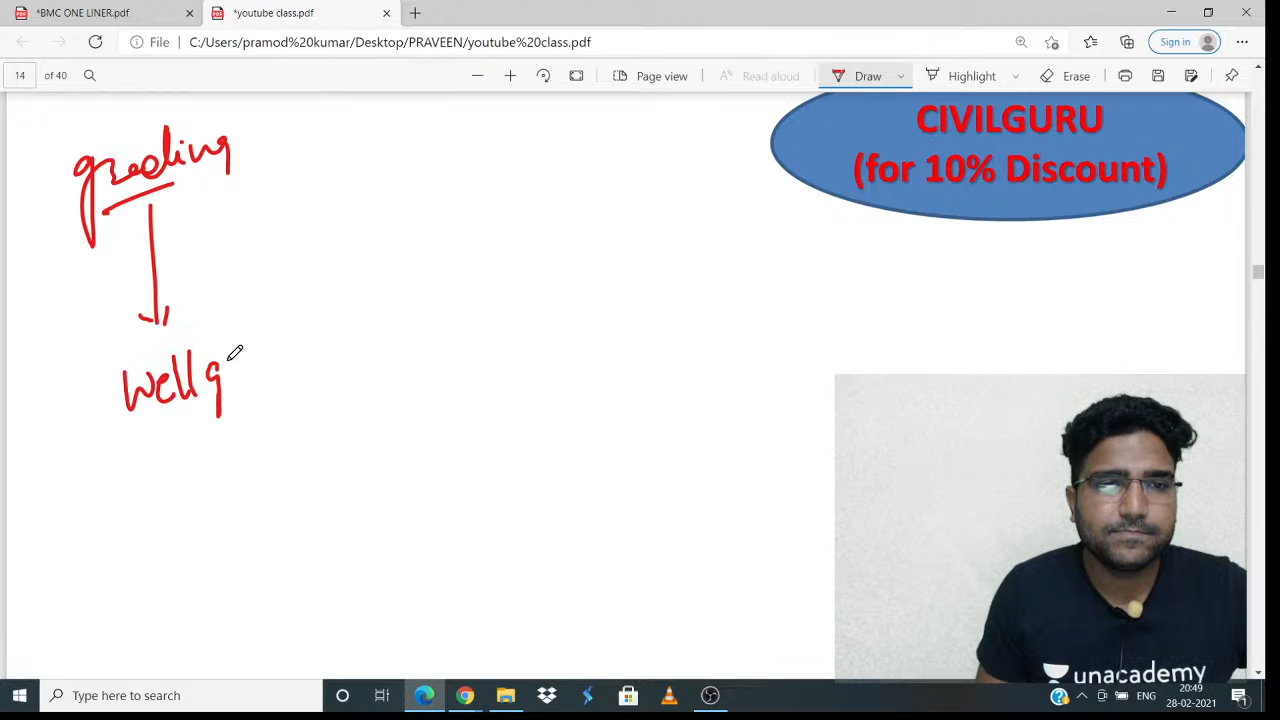 *BMC ONE LINER.pdf
*youtube class.pdf
File
C:/Users/pramod%20kumar/Desktop/PRAVEEN/youtube%20class.pdf
Sign in
14 of 40
Page view
Read aloud
Draw
Highlight
Erase
CIVILGURU
(for 10% Discount)
grading
well g
unacademy
Type here to search
ENG
20:49
28-02-2021
1